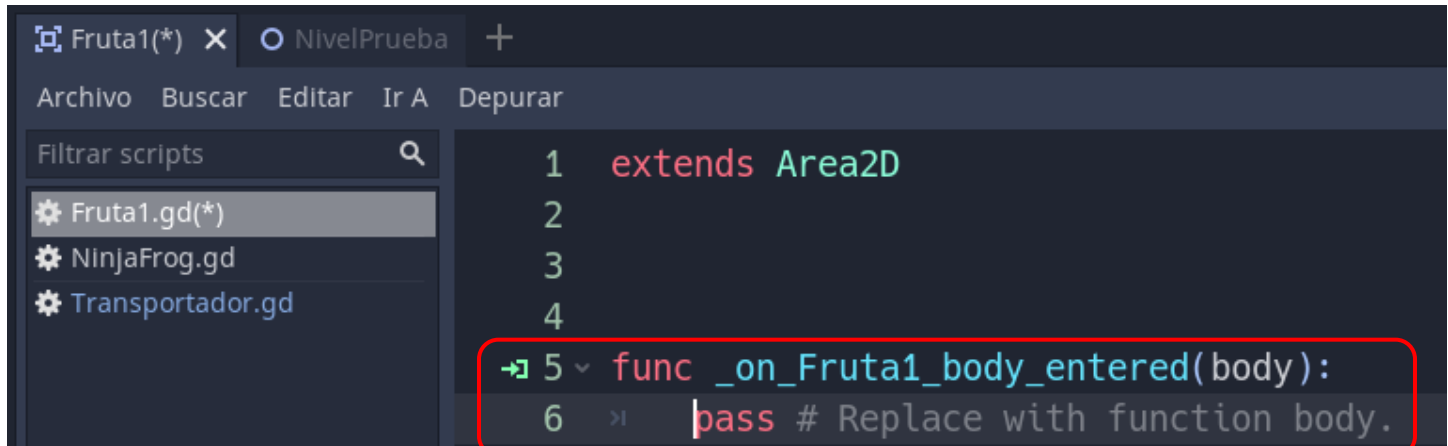 Fruta1(*) X NivelPrueba +
Archivo Buscar Editar Ir A Depurar
Filtrar scripts
Fruta1.gd(*)
NinjaFrog.gd
Transportador.gd
1 extends Area2D
2
3
4
5 func _on_Fruta1_body_entered(body):
6 pass # Replace with function body.